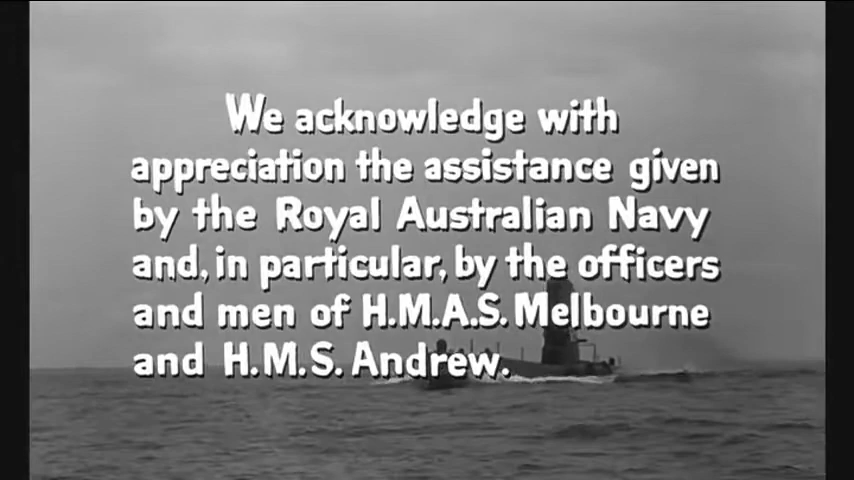 We acknowledge with
appreciation the assistance given
by the Royal Australian Navy
and, in particular, by the officers
and men of H.M.A.S. Melbourne
and H.M.S. Andrew.